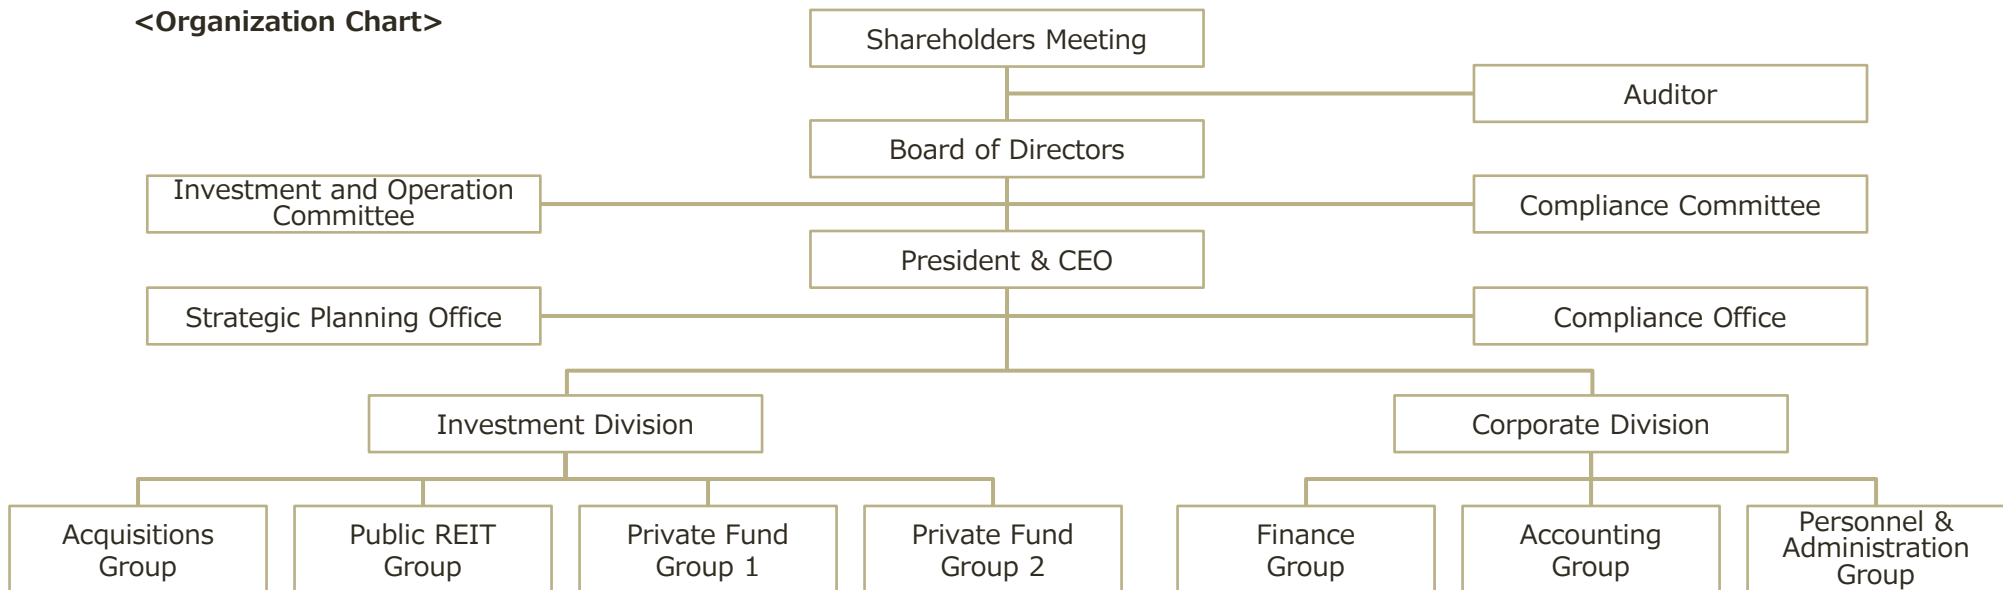 <Organization Chart>
Shareholders Meeting
Auditor
Board of Directors
Investment and Operation
Committee
Compliance Committee
President & CEO
Strategic Planning Office
Compliance Office
Investment Division
Corporate Division
Acquisitions
Group
Public REIT
Group
Private Fund
Group 1
Private Fund
Group 2
Finance
Group
Accounting
Group
Personnel &
Administration
Group